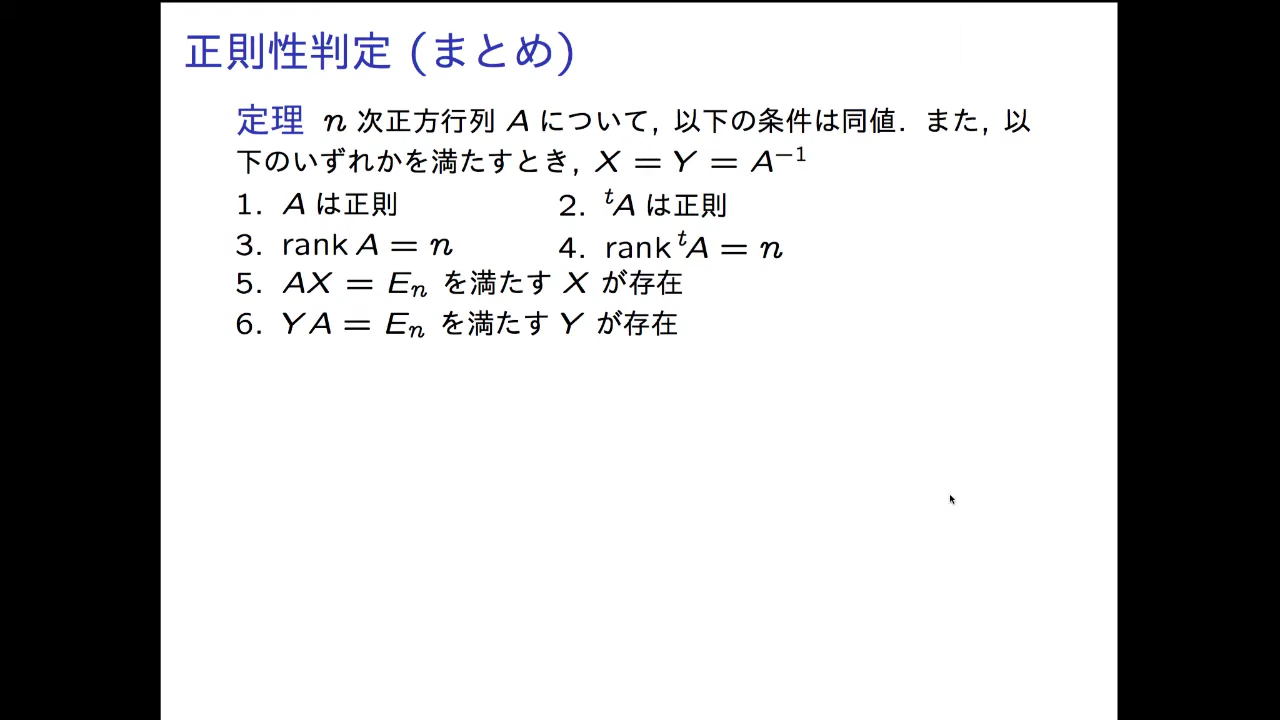 正則性判定 (まとめ)
定理 n 次正方行列 A について, 以下の条件は同値. また, 以
下のいずれかを満たすとき, X = Y = A⁻¹
1. A は正則 2. ᵗA は正則
3. rank A = n 4. rank ᵗA = n
5. AX = Eₙ を満たす X が存在
6. YA = Eₙ を満たす Y が存在